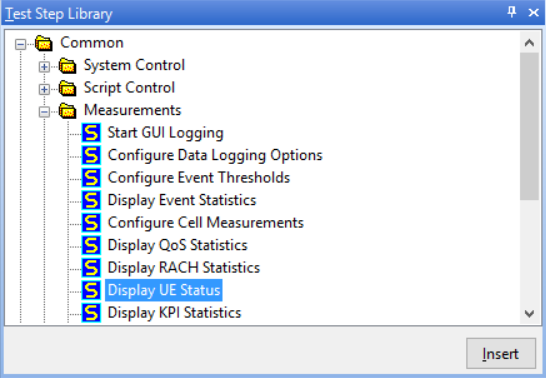 Test Step Library
Common
System Control
Script Control
Measurements
Start GUI Logging
Configure Data Logging Options
Configure Event Thresholds
Display Event Statistics
Configure Cell Measurements
Display QoS Statistics
Display RACH Statistics
Display UE Status
Display KPI Statistics
Insert